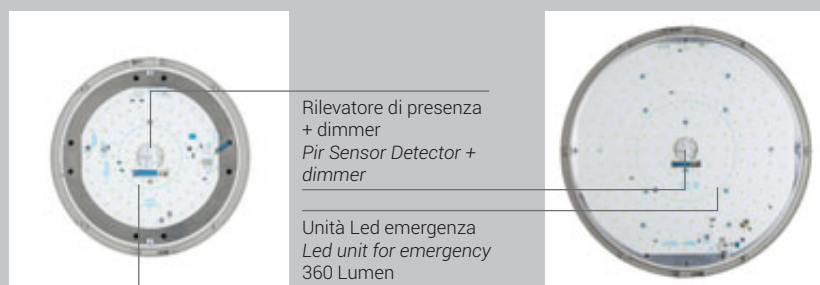 Rilevatore di presenza
+ dimmer
Pir Sensor Detector +
dimmer
Unità Led emergenza
Led unit for emergency
360 Lumen